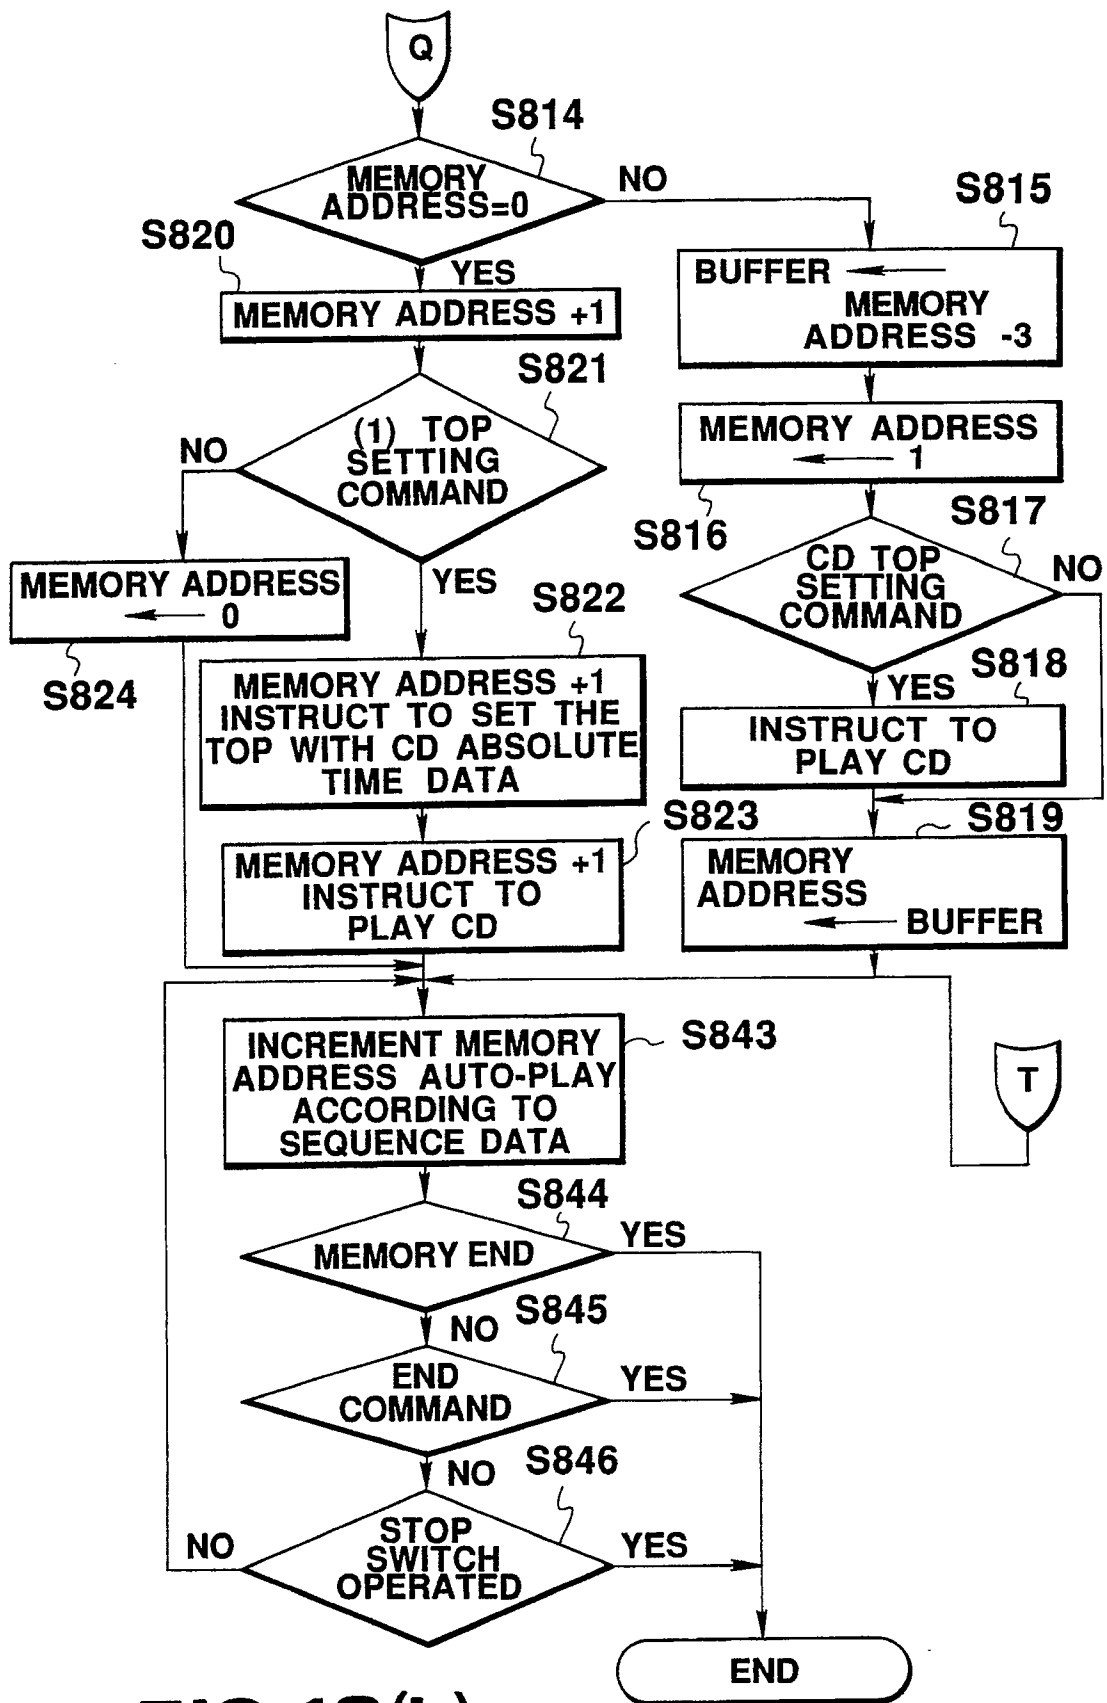 Q
S814
MEMORY
ADDRESS=0
NO
S815
S820
YES
BUFFER
MEMORY
ADDRESS -3
MEMORY ADDRESS +1
S821
MEMORY ADDRESS
1
(1) TOP
SETTING
COMMAND
NO
S816
S817
CD TOP
SETTING
COMMAND
NO
YES
MEMORY ADDRESS
0
S824
S822
S818
YES
MEMORY ADDRESS +1
INSTRUCT TO SET THE
TOP WITH CD ABSOLUTE
TIME DATA
INSTRUCT TO
PLAY CD
S823
S819
MEMORY ADDRESS +1
INSTRUCT TO
PLAY CD
MEMORY
ADDRESS
BUFFER
S843
INCREMENT MEMORY
ADDRESS AUTO-PLAY
ACCORDING TO
SEQUENCE DATA
T
S844
MEMORY END
YES
NO
S845
END
COMMAND
YES
NO
S846
STOP
SWITCH
OPERATED
NO
YES
END